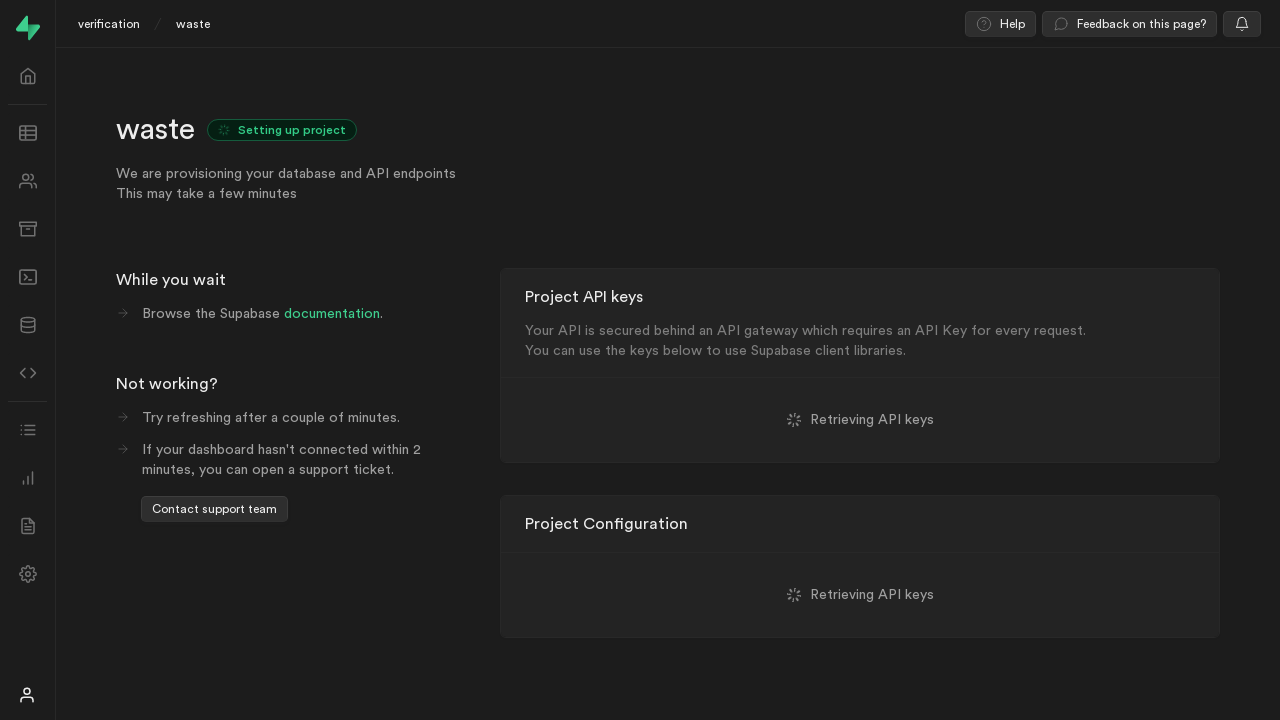 verification / waste
Help
Feedback on this page?
waste
Setting up project
We are provisioning your database and API endpoints
This may take a few minutes
While you wait
Browse the Supabase documentation.
Not working?
Try refreshing after a couple of minutes.
If your dashboard hasn't connected within 2
minutes, you can open a support ticket.
Contact support team
Project API keys
Your API is secured behind an API gateway which requires an API Key for every request.
You can use the keys below to use Supabase client libraries.
Retrieving API keys
Project Configuration
Retrieving API keys